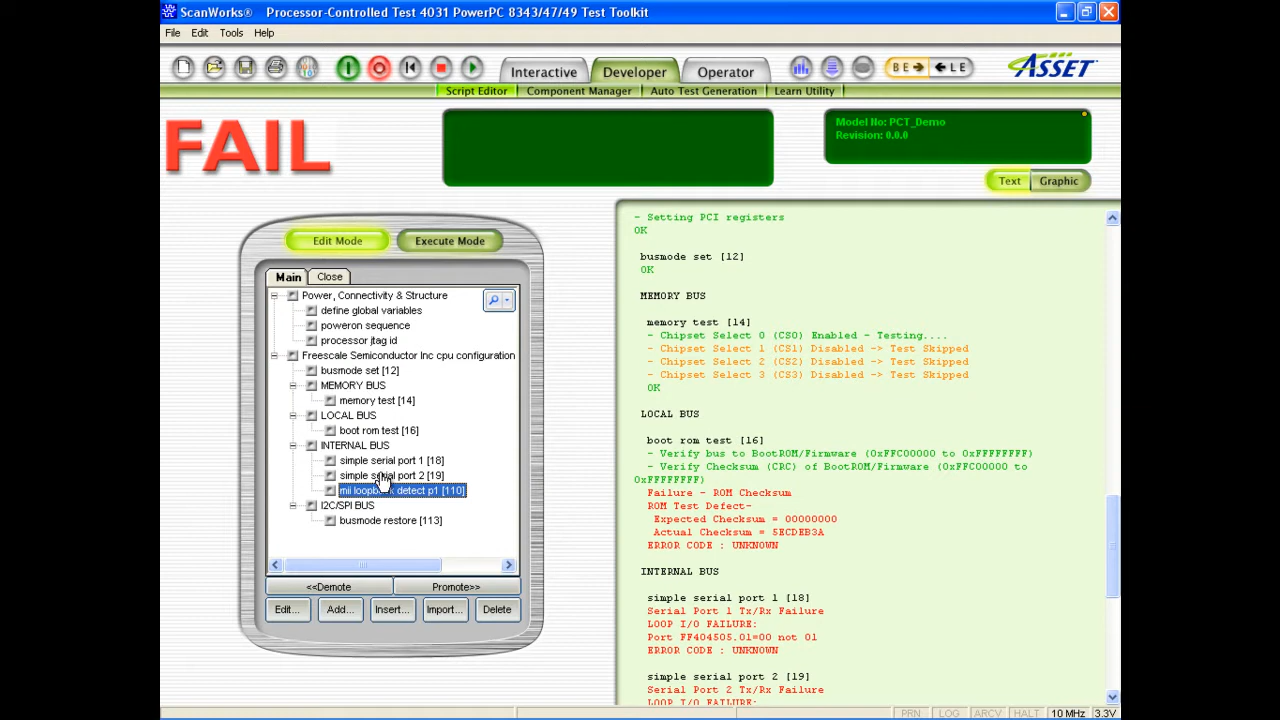 ScanWorks® Processor-Controlled Test 4031 PowerPC 8343/47/49 Test Toolkit
File Edit Tools Help
Interactive Developer Operator BE LE ASSET
Script Editor Component Manager Auto Test Generation Learn Utility
FAIL
Model No: PCT_Demo
Revision: 0.0.0
Text Graphic
Edit Mode Execute Mode
Main Close
Power, Connectivity & Structure
define global variables
poweron sequence
processor jtag id
Freescale Semiconductor Inc cpu configuration
busmode set [12]
MEMORY BUS
memory test [14]
LOCAL BUS
boot rom test [16]
INTERNAL BUS
simple serial port 1 [18]
simple serial port 2 [19]
detect p1 [110]
I2C/SPI BUS
busmode restore [113]
<<Demote Promote>>
Edit... Add... Insert... Import... Delete
- Setting PCI registers
OK
busmode set [12]
OK
MEMORY BUS
memory test [14]
- Chipset Select 0 (CS0) Enabled - Testing....
- Chipset Select 1 (CS1) Disabled -> Test Skipped
- Chipset Select 2 (CS2) Disabled -> Test Skipped
- Chipset Select 3 (CS3) Disabled -> Test Skipped
OK
LOCAL BUS
boot rom test [16]
- Verify bus to BootROM/Firmware (0xFFC00000 to 0xFFFFFFFF)
- Verify Checksum (CRC) of BootROM/Firmware (0xFFC00000 to
0xFFFFFFFF)
Failure - ROM Checksum
ROM Test Defect-
Expected Checksum = 00000000
Actual Checksum = 5ECDEB3A
ERROR CODE : UNKNOWN
INTERNAL BUS
simple serial port 1 [18]
Serial Port 1 Tx/Rx Failure
LOOP I/O FAILURE:
Port FF404505.01=00 not 01
ERROR CODE : UNKNOWN
simple serial port 2 [19]
Serial Port 2 Tx/Rx Failure
LOOP I/O FAILURE:
PRN LOG ARCV HALT 10 MHz 3.3V